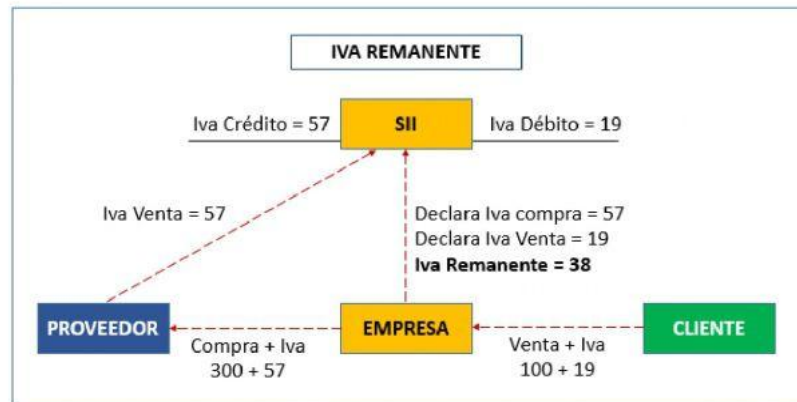 IVA REMANENTE
Iva Crédito = 57
SII
Iva Débito = 19
Iva Venta = 57
Declara Iva compra = 57
Declara Iva Venta = 19
Iva Remanente = 38
PROVEEDOR
EMPRESA
CLIENTE
Compra + Iva
300 + 57
Venta + Iva
100 + 19